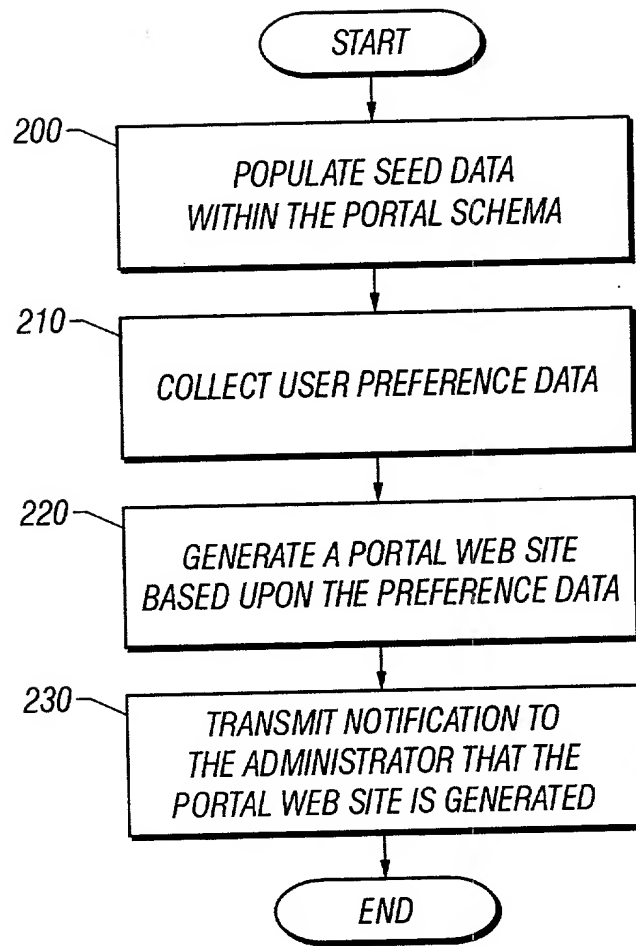 START
200
POPULATE SEED DATA
WITHIN THE PORTAL SCHEMA
210
COLLECT USER PREFERENCE DATA
220
GENERATE A PORTAL WEB SITE
BASED UPON THE PREFERENCE DATA
230
TRANSMIT NOTIFICATION TO
THE ADMINISTRATOR THAT THE
PORTAL WEB SITE IS GENERATED
END